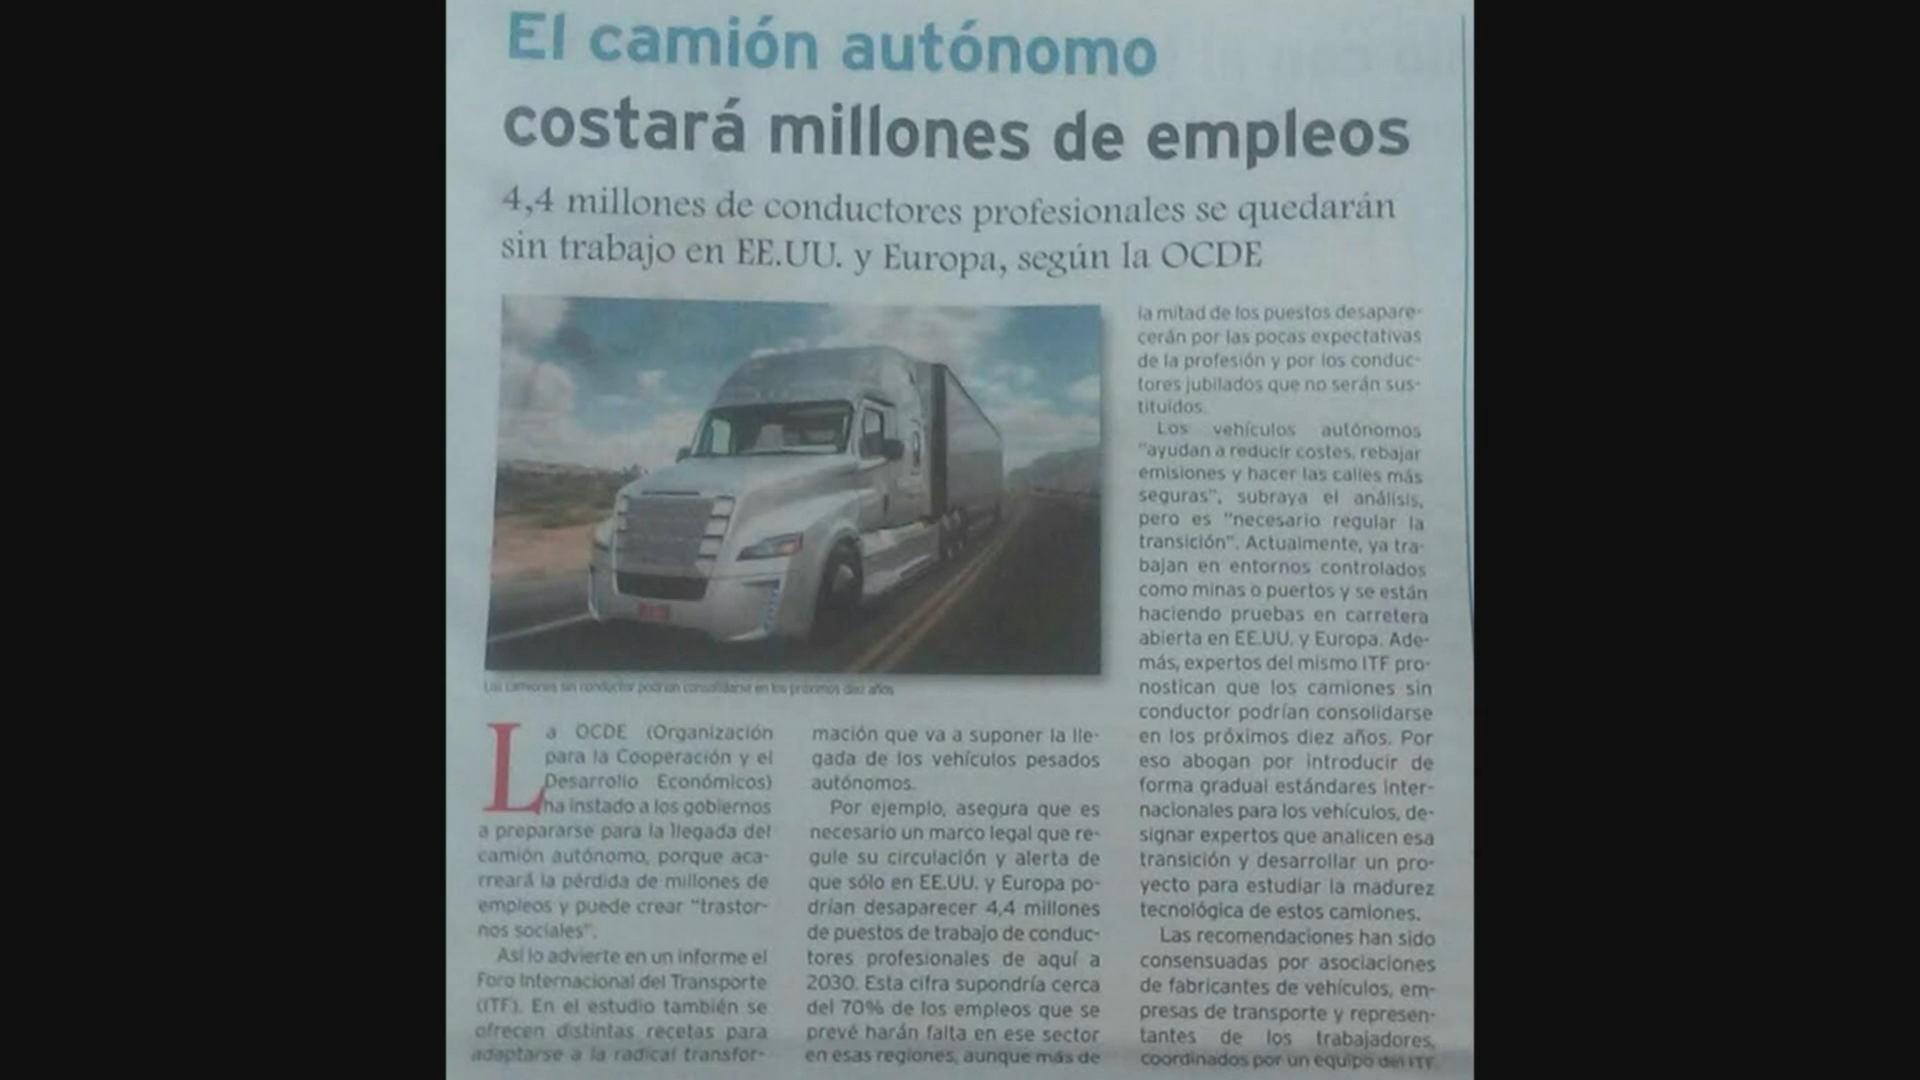 El camión autónomo
costará millones de empleos
4,4 millones de conductores profesionales se quedarán
sin trabajo en EE.UU. y Europa, según la OCDE
Los camiones sin conductor podrían consolidarse en los próximos diez años
La OCDE (Organización
para la Cooperación y el
Desarrollo Económicos)
ha instado a los gobiernos
a prepararse para la llegada del
camión autónomo, porque aca-
rreará la pérdida de millones de
empleos y puede crear "trastor-
nos sociales".
Así lo advierte en un informe el
Foro Internacional del Transporte
(ITF). En el estudio también se
ofrecen distintas recetas para
adaptarse a la radical transfor-
mación que va a suponer la lle-
gada de los vehículos pesados
autónomos.
Por ejemplo, asegura que es
necesario un marco legal que re-
gule su circulación y alerta de
que sólo en EE.UU. y Europa po-
drían desaparecer 4,4 millones
de puestos de trabajo de conduc-
tores profesionales de aquí a
2030. Esta cifra supondría cerca
del 70% de los empleos que se
prevé harán falta en ese sector
en esas regiones, aunque más de
la mitad de los puestos desapare-
cerán por las pocas expectativas
de la profesión y por los conduc-
tores jubilados que no serán sus-
tituidos.
Los vehículos autónomos
"ayudan a reducir costes, rebajar
emisiones y hacer las calles más
seguras", subraya el análisis,
pero es "necesario regular la
transición". Actualmente, ya tra-
bajan en entornos controlados
como minas o puertos y se están
haciendo pruebas en carretera
abierta en EE.UU. y Europa. Ade-
más, expertos del mismo ITF pro-
nostican que los camiones sin
conductor podrían consolidarse
en los próximos diez años. Por
eso abogan por introducir de
forma gradual estándares inter-
nacionales para los vehículos, de-
signar expertos que analicen esa
transición y desarrollar un pro-
yecto para estudiar la madurez
tecnológica de estos camiones.
Las recomendaciones han sido
consensuadas por asociaciones
de fabricantes de vehículos, em-
presas de transporte y represen-
tantes de los trabajadores,
coordinados por un equipo del ITF.